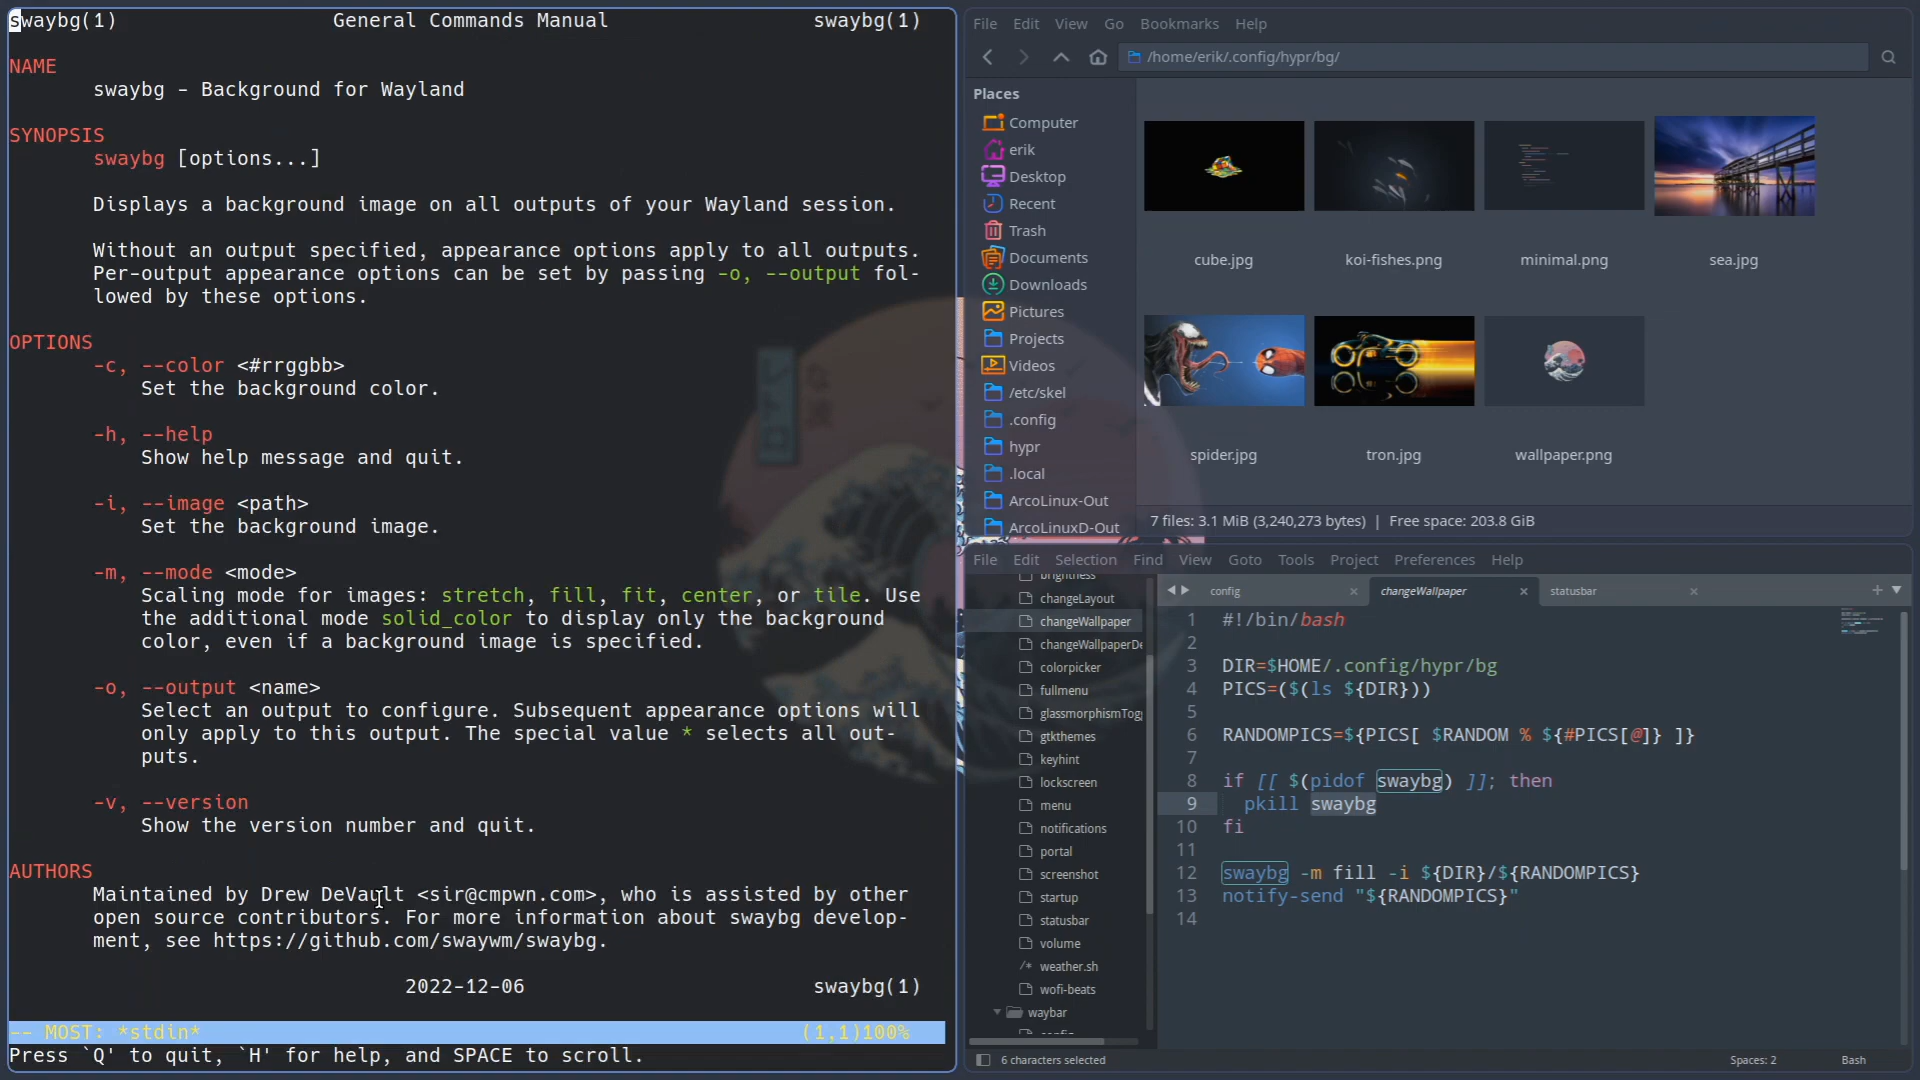 swaybg(1) General Commands Manual swaybg(1)
NAME
swaybg - Background for Wayland
SYNOPSIS
swaybg [options...]
Displays a background image on all outputs of your Wayland session.
Without an output specified, appearance options apply to all outputs.
Per-output appearance options can be set by passing -o, --output fol-
lowed by these options.
OPTIONS
-c, --color <#rrggbb>
Set the background color.
-h, --help
Show help message and quit.
-i, --image <path>
Set the background image.
-m, --mode <mode>
Scaling mode for images: stretch, fill, fit, center, or tile. Use
the additional mode solid_color to display only the background
color, even if a background image is specified.
-o, --output <name>
Select an output to configure. Subsequent appearance options will
only apply to this output. The special value * selects all out-
puts.
-v, --version
Show the version number and quit.
AUTHORS
Maintained by Drew DeVault <sir@cmpwn.com>, who is assisted by other
open source contributors. For more information about swaybg develop-
ment, see https://github.com/swaywm/swaybg.
2022-12-06 swaybg(1)
-- MOST: *stdin* (1,1)100%
Press `Q' to quit, `H' for help, and SPACE to scroll.
File Edit View Go Bookmarks Help
/home/erik/.config/hypr/bg/
Places
Computer
erik
Desktop
Recent
Trash
Documents
Downloads
Pictures
Projects
Videos
/etc/skel
.config
hypr
.local
ArcoLinux-Out
ArcoLinuxD-Out
cube.jpg koi-fishes.png minimal.png sea.jpg
spider.jpg tron.jpg wallpaper.png
7 files: 3.1 MiB (3,240,273 bytes) | Free space: 203.8 GiB
File Edit Selection Find View Goto Tools Project Preferences Help
brightness
changeLayout
changeWallpaper
changeWallpaperDe
colorpicker
fullmenu
glassmorphismTogg
gtkthemes
keyhint
lockscreen
menu
notifications
portal
screenshot
startup
statusbar
volume
/* weather.sh
wofi-beats
waybar
config
config × changeWallpaper × statusbar × +
1 #!/bin/bash
2
3 DIR=$HOME/.config/hypr/bg
4 PICS=($(ls ${DIR}))
5
6 RANDOMPICS=${PICS[ $RANDOM % ${#PICS[@]} ]}
7
8 if [[ $(pidof swaybg) ]]; then
9 pkill swaybg
10 fi
11
12 swaybg -m fill -i ${DIR}/${RANDOMPICS}
13 notify-send "${RANDOMPICS}"
14
6 characters selected Spaces: 2 Bash